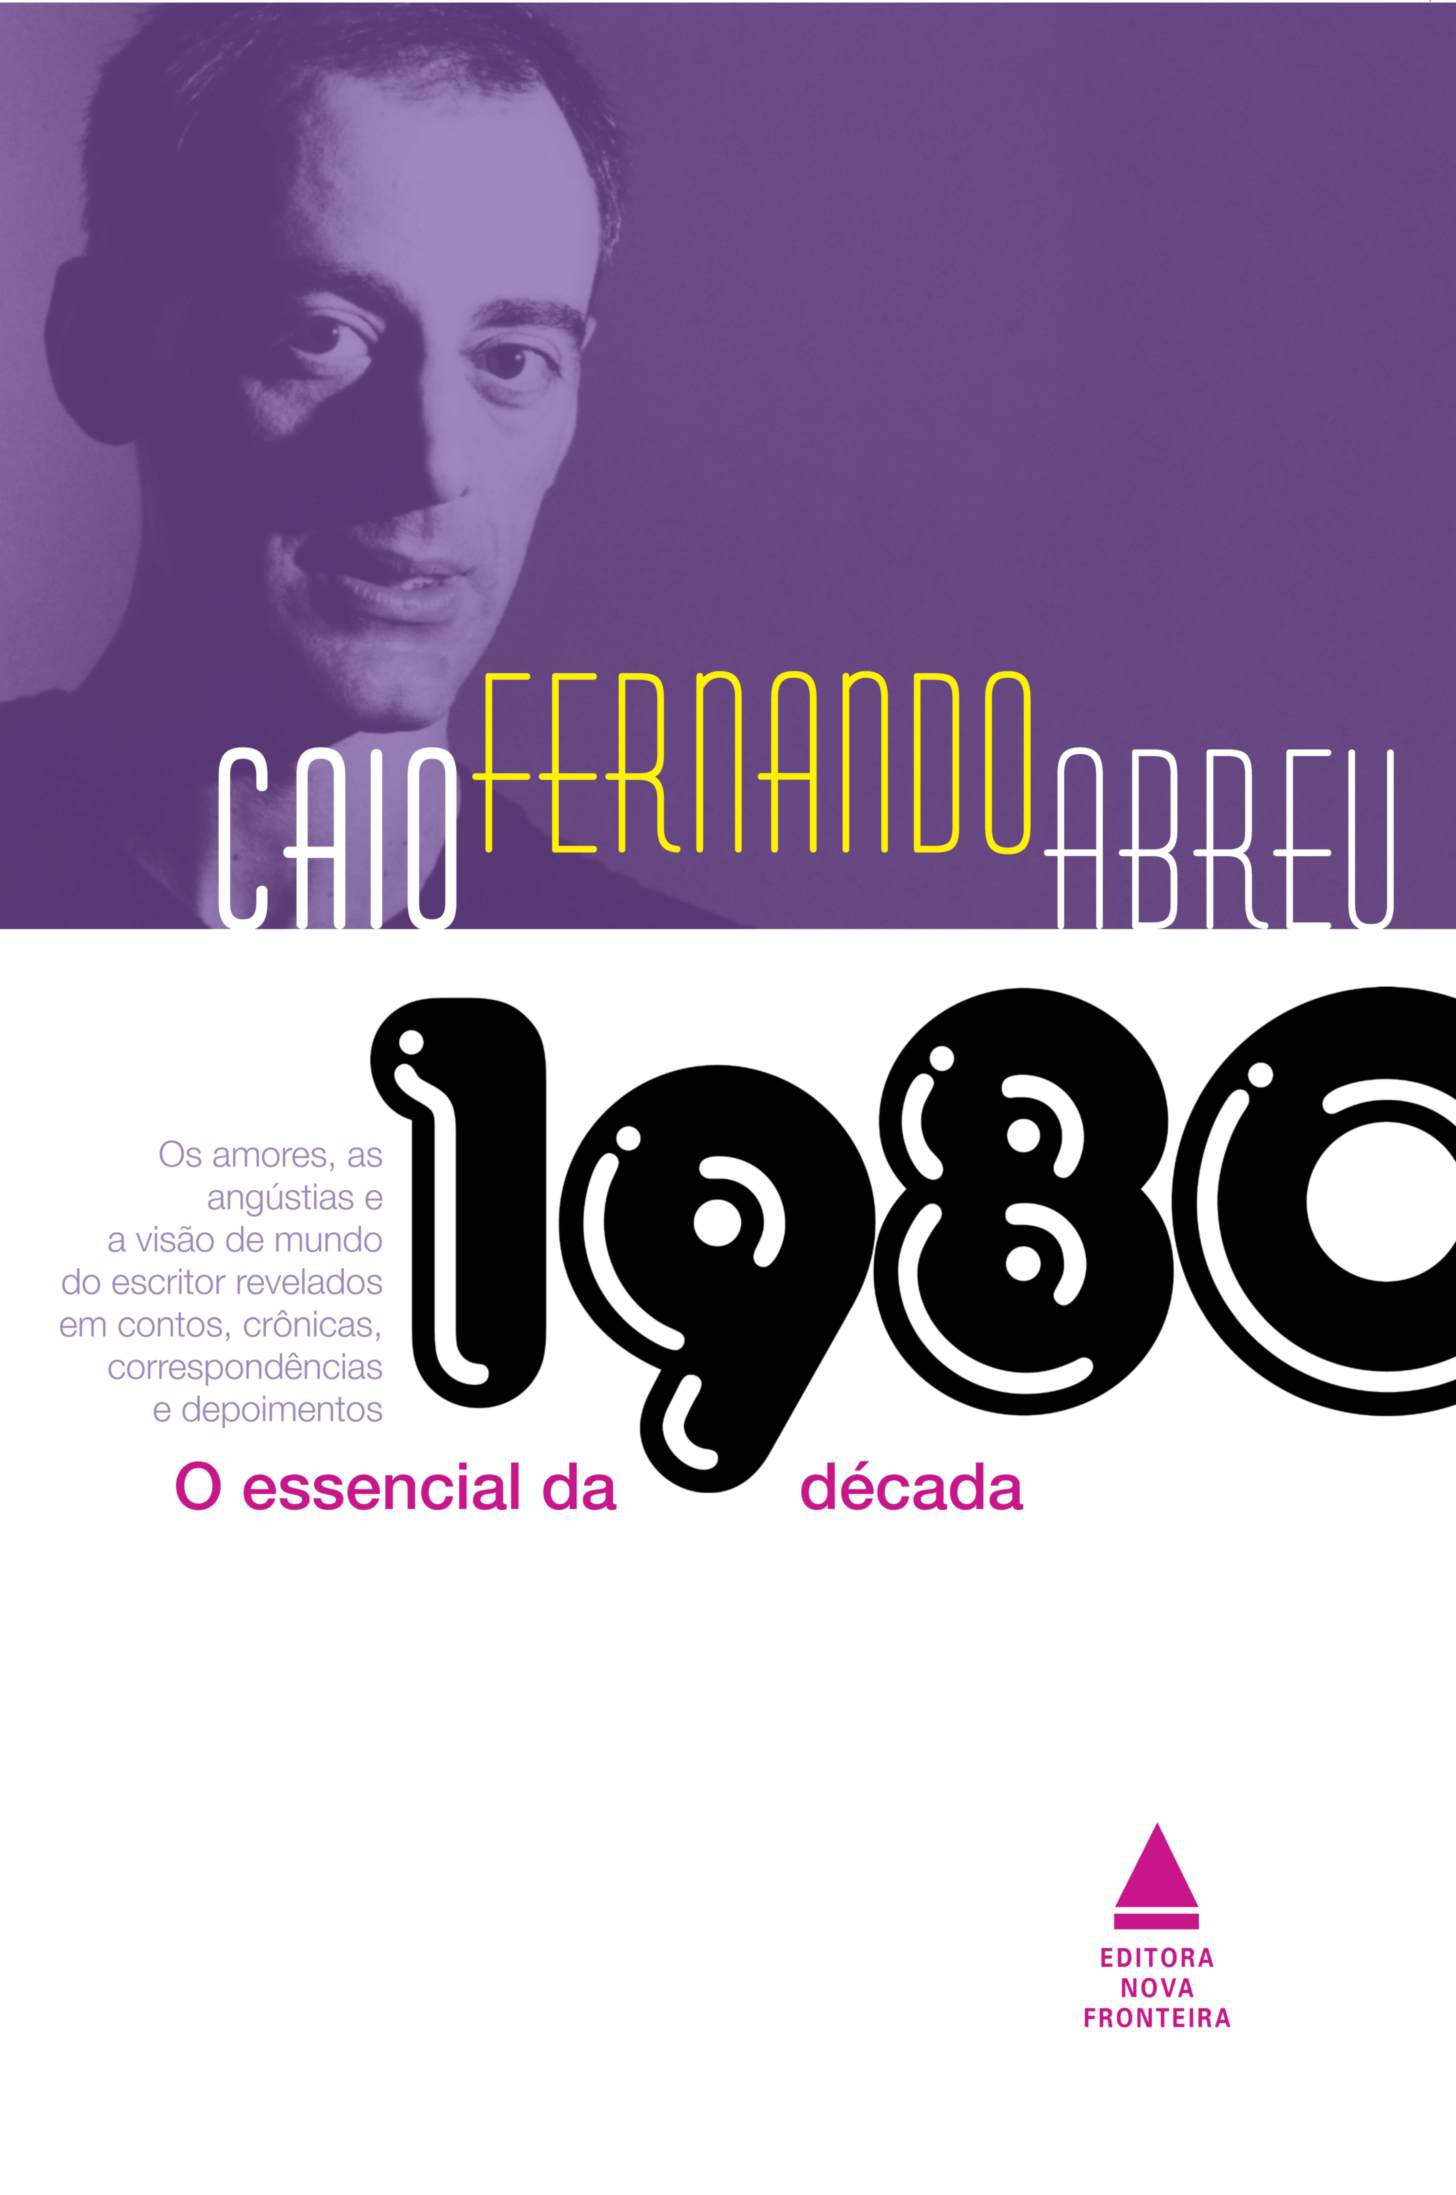 CAIO FERNANDO ABREU
1980
Os amores, as
angústias e
a visão de mundo
do escritor revelados
em contos, crônicas,
correspondências
e depoimentos
O essencial da década
EDITORA
NOVA
FRONTEIRA